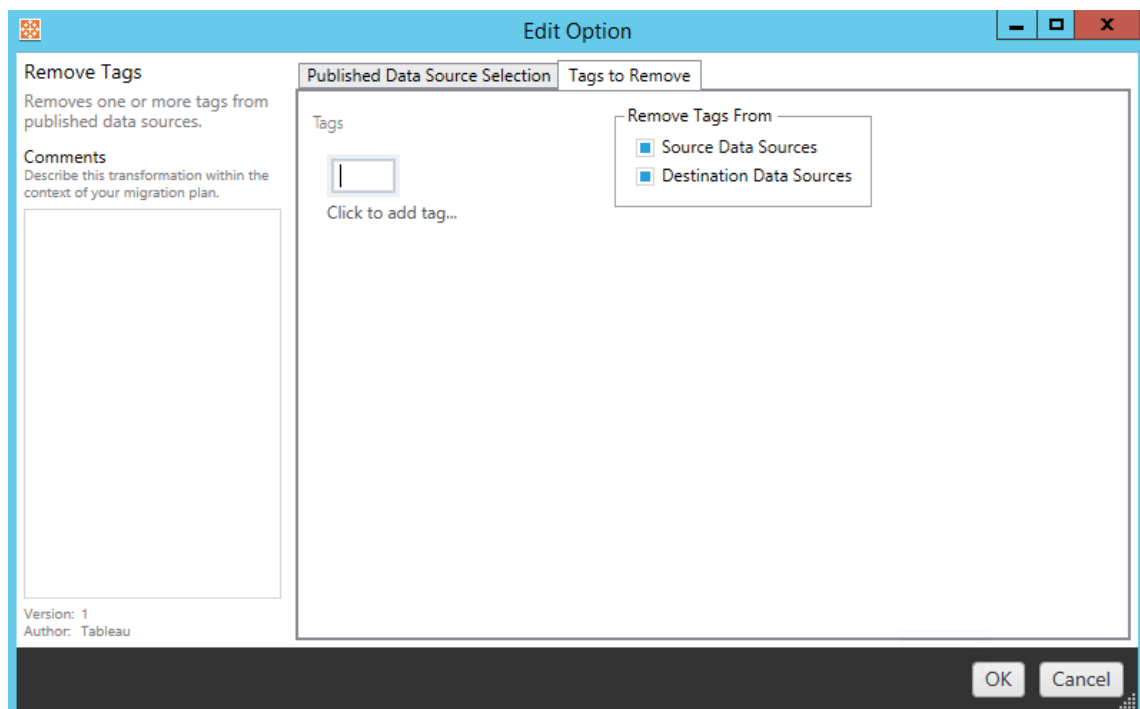 Edit Option
Remove Tags
Removes one or more tags from
published data sources.
Comments
Describe this transformation within the
context of your migration plan.
Version: 1
Author: Tableau
Published Data Source Selection
Tags to Remove
Tags
Click to add tag...
Remove Tags From
Source Data Sources
Destination Data Sources
OK
Cancel